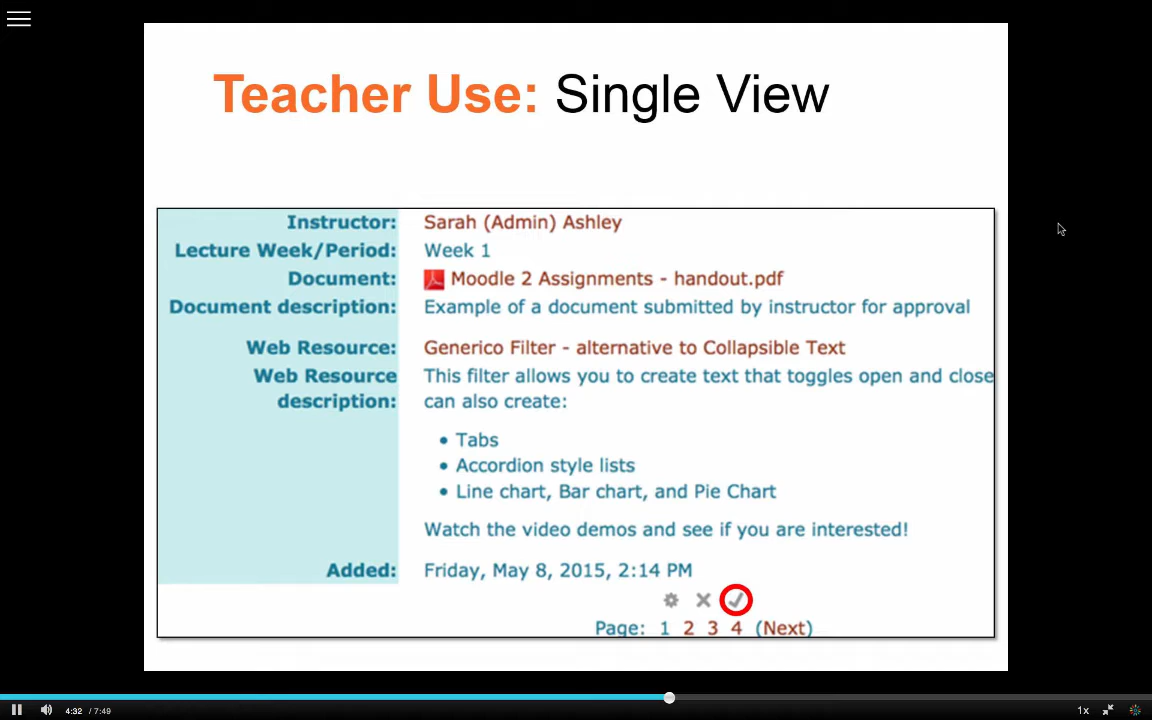 Teacher Use: Single View
Instructor: Sarah (Admin) Ashley
Lecture Week/Period: Week 1
Document: Moodle 2 Assignments - handout.pdf
Document description: Example of a document submitted by instructor for approval
Web Resource: Generico Filter - alternative to Collapsible Text
Web Resource description: This filter allows you to create text that toggles open and close
can also create:
• Tabs
• Accordion style lists
• Line chart, Bar chart, and Pie Chart
Watch the video demos and see if you are interested!
Added: Friday, May 8, 2015, 2:14 PM
Page: 1 2 3 4 (Next)
4:32 / 7:49
1x